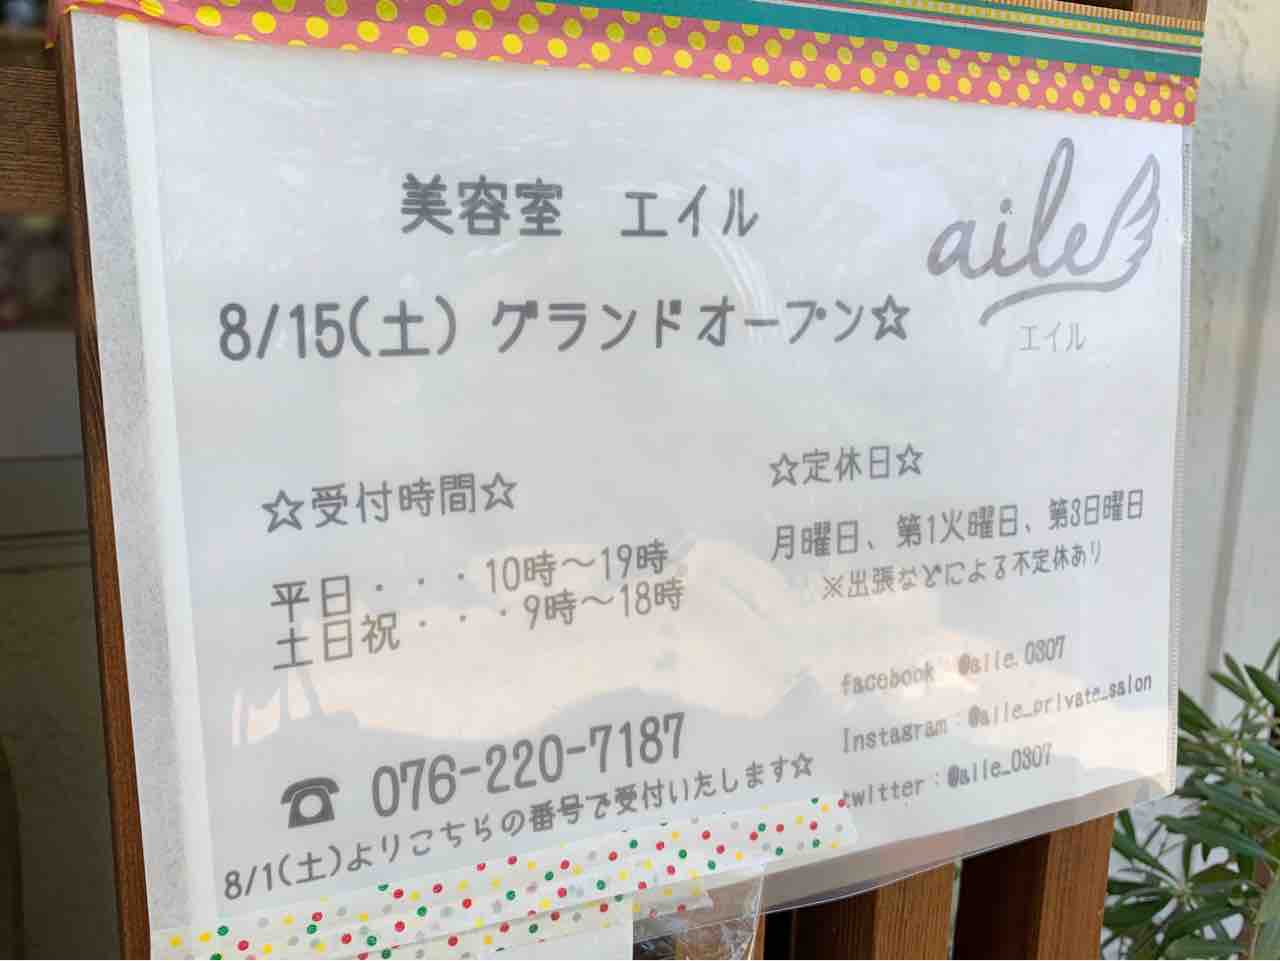 美容室　エイル
8/15(土) グランドオープン☆
aile
エイル
☆受付時間☆
平日・・・10時～19時
土日祝・・・9時～18時
☎ 076-220-7187
8/1(土)よりこちらの番号で受付いたします☆
☆定休日☆
月曜日、第1火曜日、第3日曜日
※出張などによる不定休あり
facebook @aile.0307
Instagram：@aile_private_salon
twitter：@aile_0307